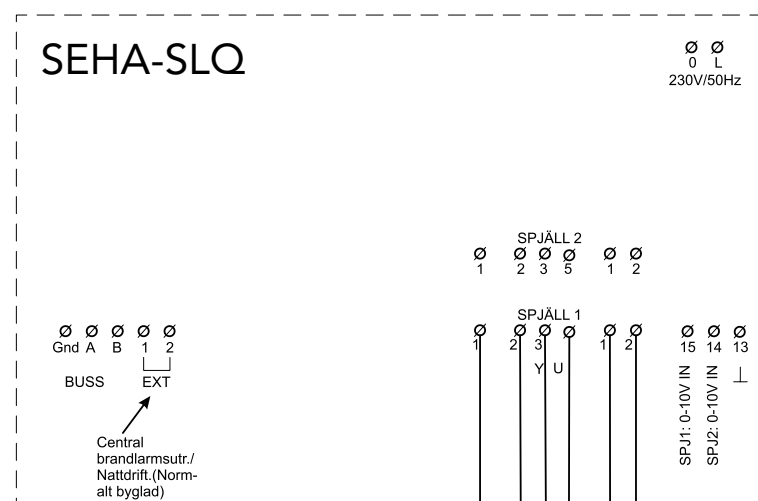 SEHA-SLQ
Ø Ø
0 L
230V/50Hz
SPJÄLL 2
Ø Ø Ø Ø Ø Ø
1 2 3 5 1 2
SPJÄLL 1
Ø Ø Ø Ø Ø Ø
1 2 3 1 2
Y U
Ø Ø Ø Ø Ø
Gnd A B 1 2
BUSS EXT
Central
brandlarmsutr./
Nattdrift.(Norm-
alt byglad)
Ø Ø Ø
15 14 13
SPJ1: 0-10V IN
SPJ2: 0-10V IN